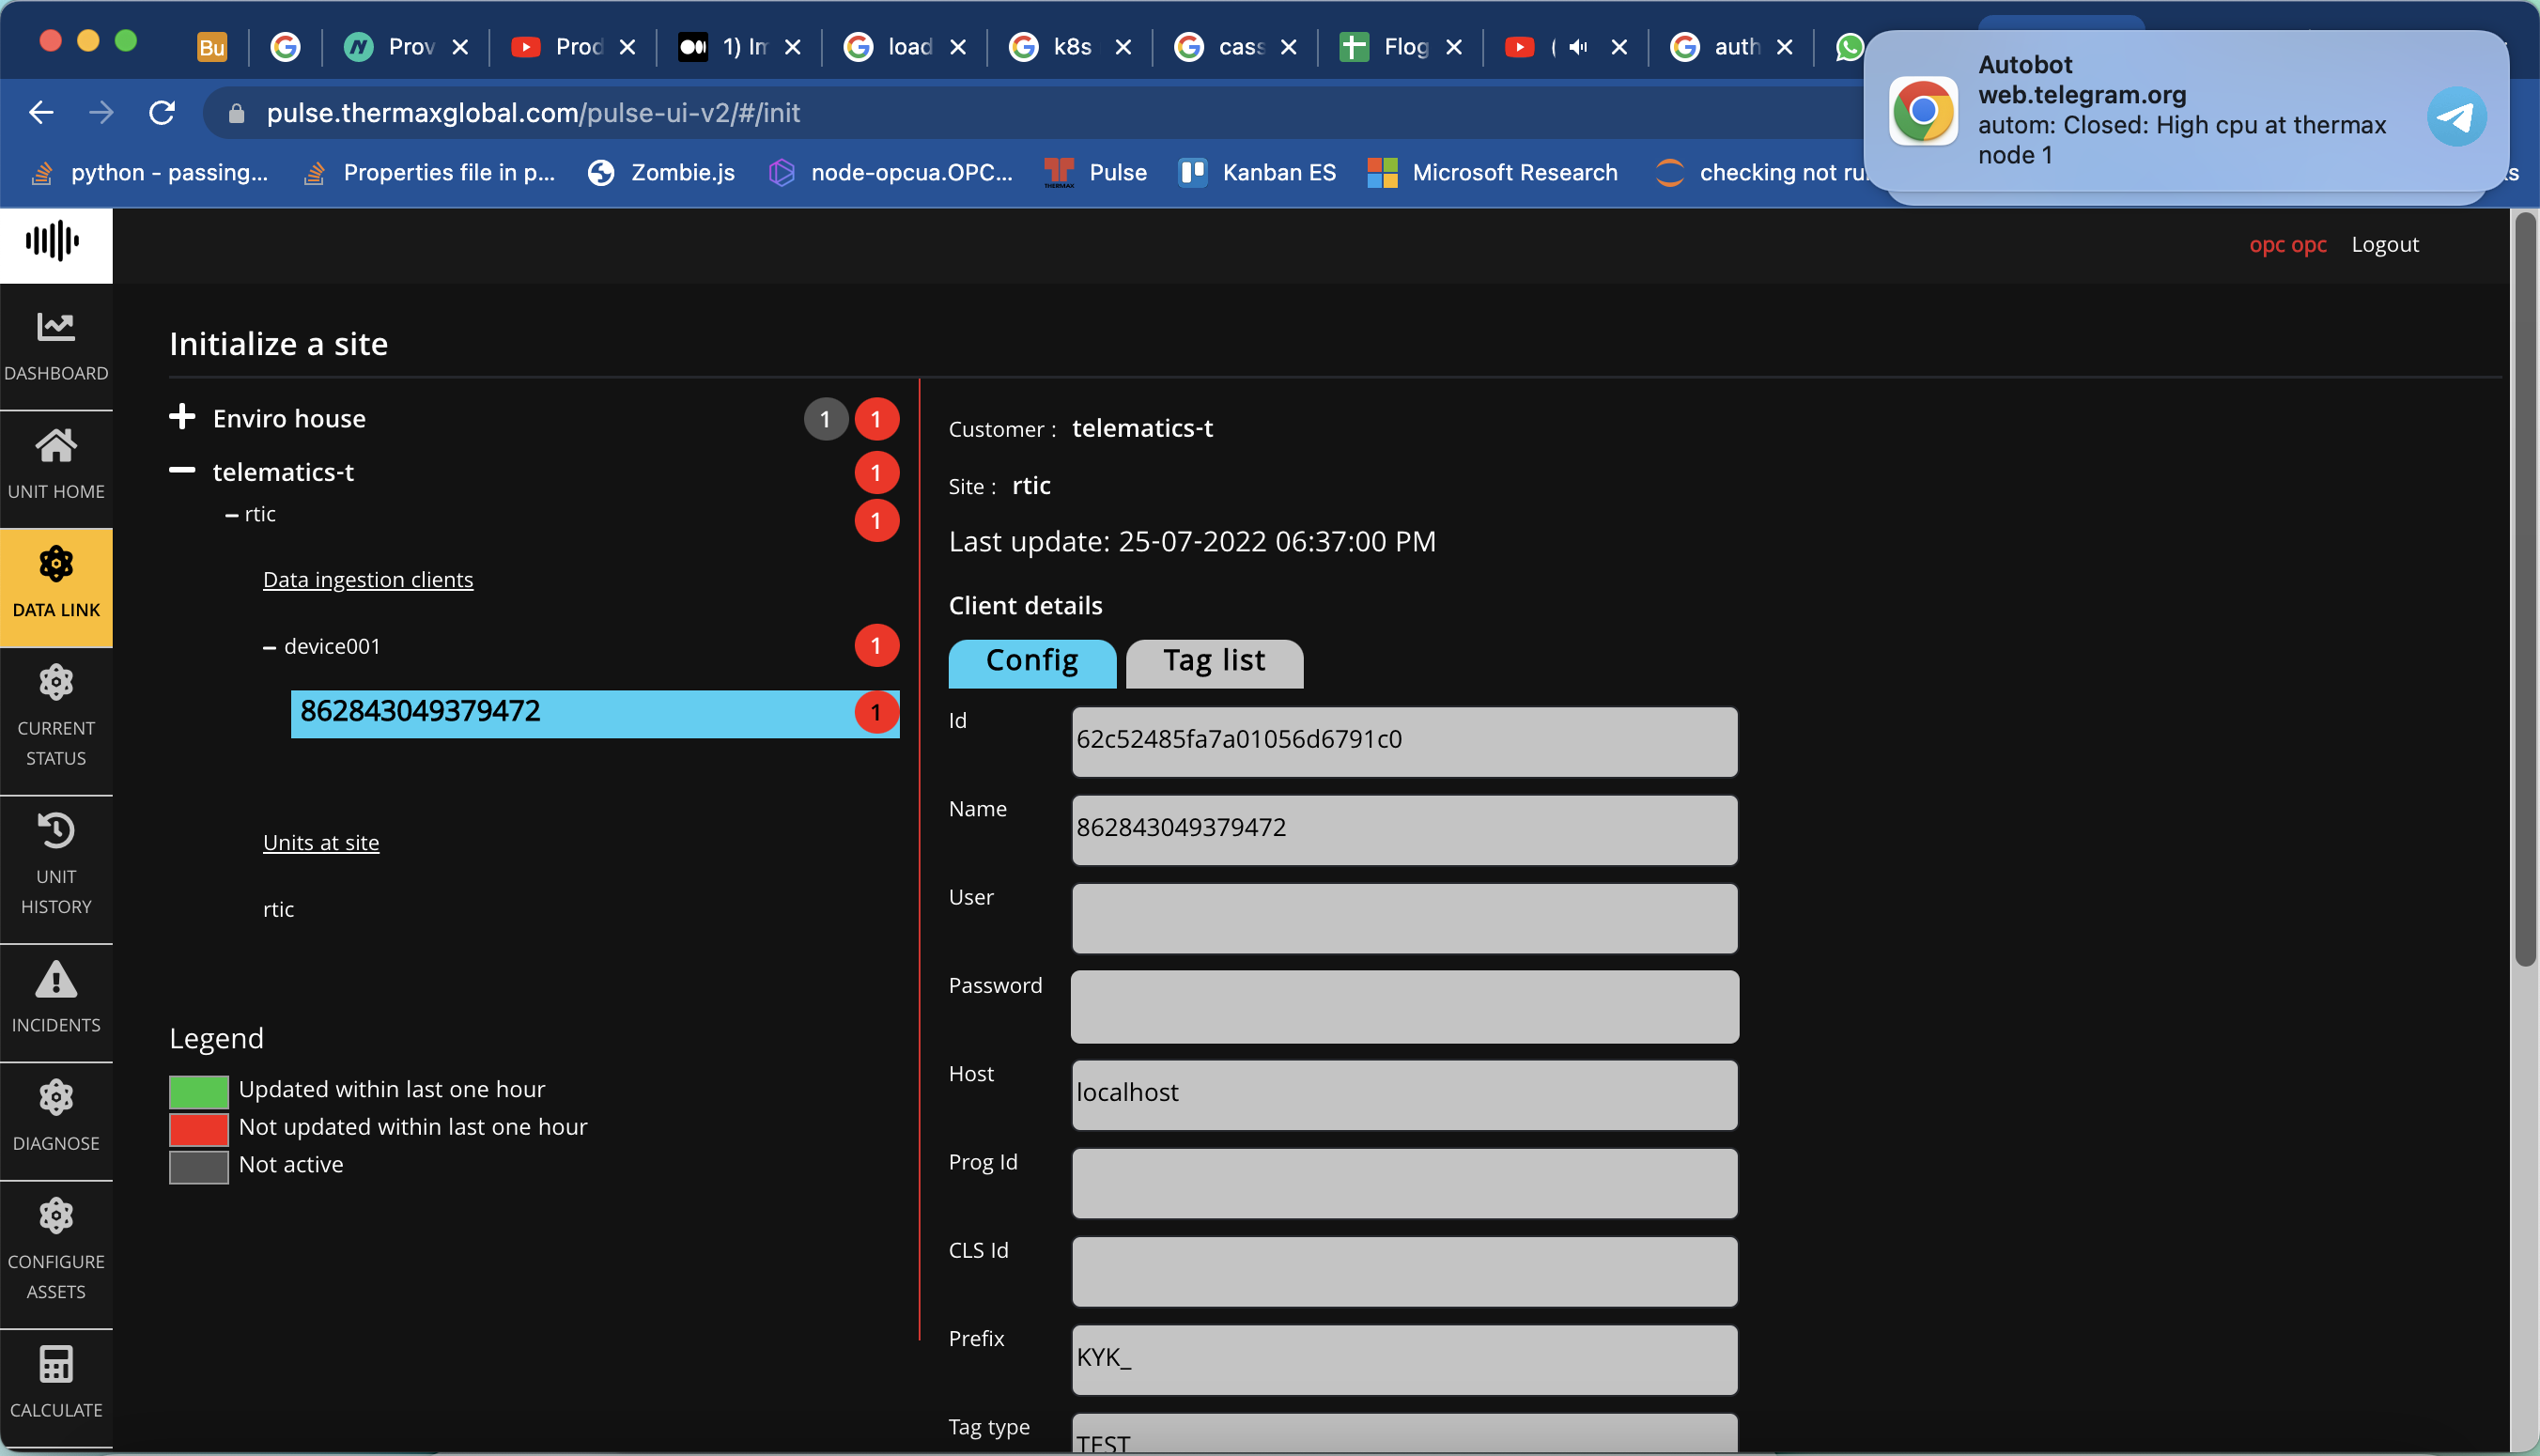 Bu
Prov
Prod
1) Im
load
k8s
cass
Flog
(
auth
pulse.thermaxglobal.com/pulse-ui-v2/#/init
python - passing...
Properties file in p...
Zombie.js
node-opcua.OPC...
THERMAX
Pulse
Kanban ES
Microsoft Research
checking not ru
Autobot
web.telegram.org
autom: Closed: High cpu at thermax
node 1
opc opc
Logout
DASHBOARD
UNIT HOME
DATA LINK
CURRENT
STATUS
UNIT
HISTORY
INCIDENTS
DIAGNOSE
CONFIGURE
ASSETS
CALCULATE
Initialize a site
Enviro house 1 1
telematics-t 1
rtic 1
Data ingestion clients
device001 1
862843049379472 1
Units at site
rtic
Legend
Updated within last one hour
Not updated within last one hour
Not active
Customer : telematics-t
Site : rtic
Last update: 25-07-2022 06:37:00 PM
Client details
Config Tag list
Id 62c52485fa7a01056d6791c0
Name 862843049379472
User
Password
Host localhost
Prog Id
CLS Id
Prefix KYK_
Tag type TEST